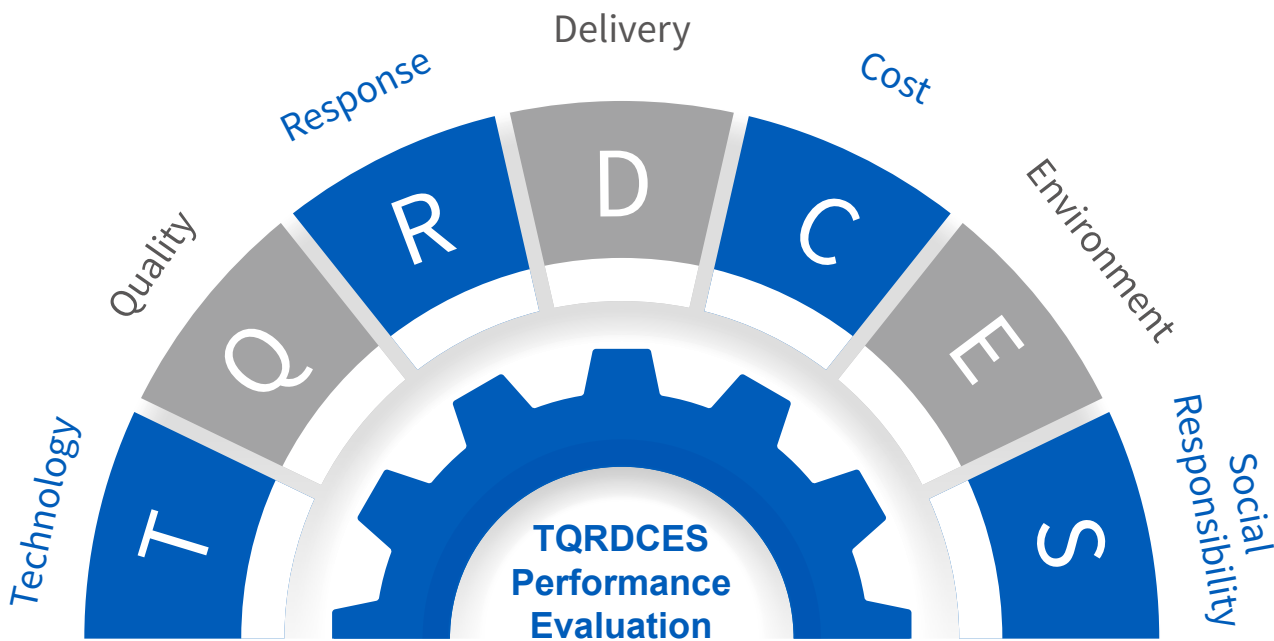 Technology
Quality
Response
Delivery
Cost
Environment
Social
Responsibility
T
Q
R
D
C
E
S
TQRDCES
Performance
Evaluation